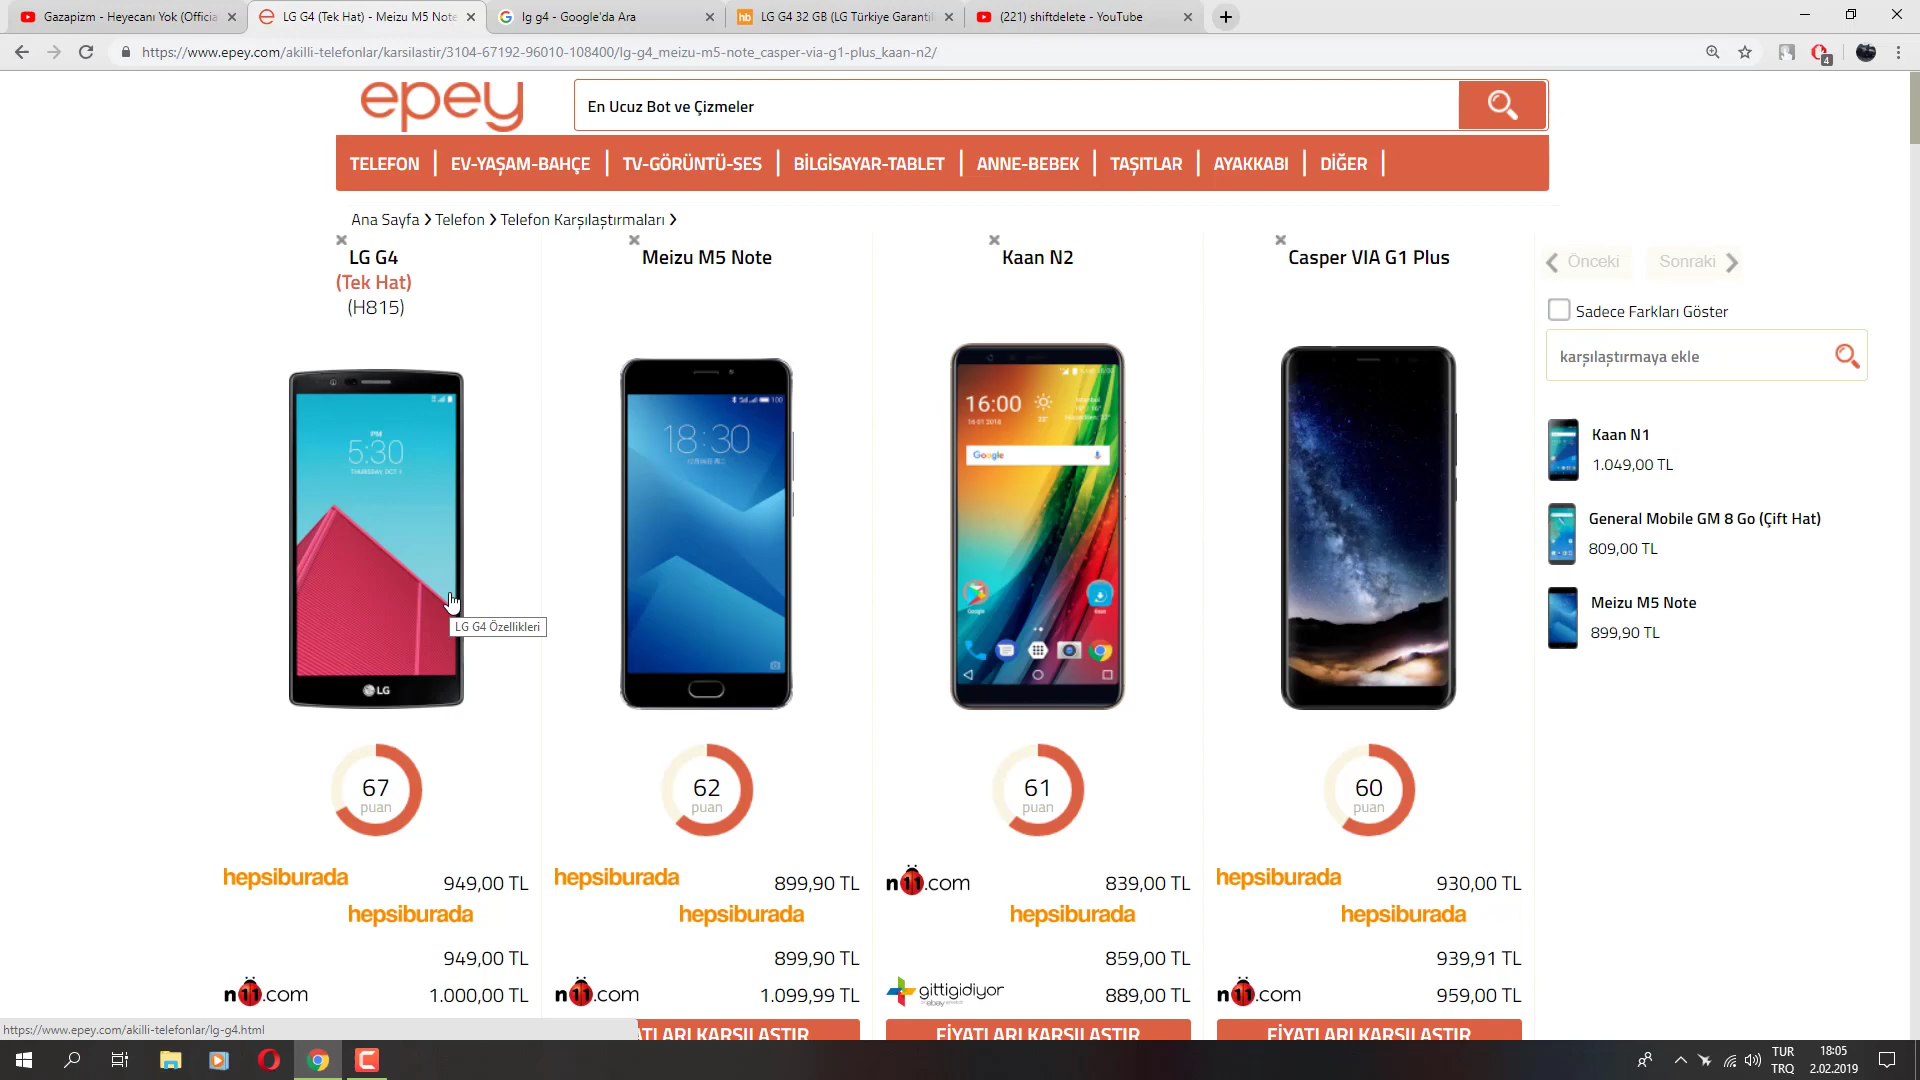 Gazapizm - Heyecanı Yok (Officia
LG G4 (Tek Hat) - Meizu M5 Note
lg g4 - Google'da Ara
LG G4 32 GB (LG Türkiye Garantil
(221) shiftdelete - YouTube
https://www.epey.com/akilli-telefonlar/karsilastir/3104-67192-96010-108400/lg-g4_meizu-m5-note_casper-via-g1-plus_kaan-n2/
4
epey
En Ucuz Bot ve Çizmeler
TELEFON EV-YAŞAM-BAHÇE TV-GÖRÜNTÜ-SES BİLGİSAYAR-TABLET ANNE-BEBEK TAŞITLAR AYAKKABI DİĞER
Ana Sayfa Telefon Telefon Karşılaştırmaları
LG G4
(Tek Hat)
(H815)
Meizu M5 Note
Kaan N2
Casper VIA G1 Plus
Önceki Sonraki
Sadece Farkları Göster
karşılaştırmaya ekle
Kaan N1
1.049,00 TL
General Mobile GM 8 Go (Çift Hat)
809,00 TL
Meizu M5 Note
899,90 TL
PM
5:30
LG
18:30
100
16:00
Google
LG G4 Özellikleri
67
puan
62
puan
61
puan
60
puan
hepsiburada 949,00 TL
hepsiburada
949,00 TL
n11.com 1.000,00 TL
hepsiburada 899,90 TL
hepsiburada
899,90 TL
n11.com 1.099,99 TL
n11.com 839,00 TL
hepsiburada
859,00 TL
gittigidiyor 889,00 TL
hepsiburada 930,00 TL
hepsiburada
939,91 TL
n11.com 959,00 TL
ATLARI KARŞILAŞTIR
FİYATLARI KARŞILAŞTIR
FİYATLARI KARŞILAŞTIR
https://www.epey.com/akilli-telefonlar/lg-g4.html
TUR
TRQ
18:05
2.02.2019